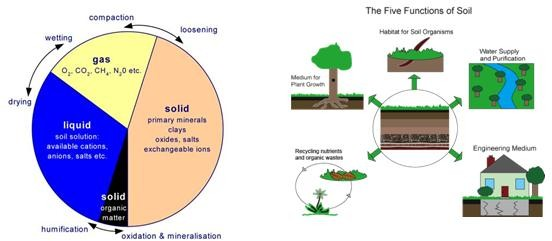 compaction
loosening
wetting
drying
gas
O2, CO2, CH4, N20 etc.
solid
primary minerals
clays
oxides, salts
exchangeable ions
liquid
soil solution:
available cations,
anions, salts etc.
solid
organic
matter
humification
oxidation & mineralisation
The Five Functions of Soil
Habitat for Soil Organisms
Water Supply
and Purification
Medium for
Plant Growth
Recycling nutrients
and organic wastes
Engineering Medium